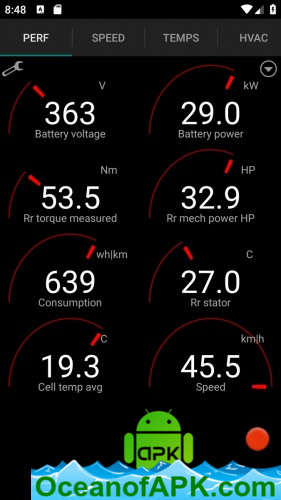 8:48
PERF SPEED TEMPS HVAC
V kW
363 29.0
Battery voltage Battery power
Nm HP
53.5 32.9
Rr torque measured Rr mech power HP
wh|km C
639 27.0
Consumption Rr stator
C km|h
19.3 45.5
Cell temp avg Speed
APK
OceanofAPK.com